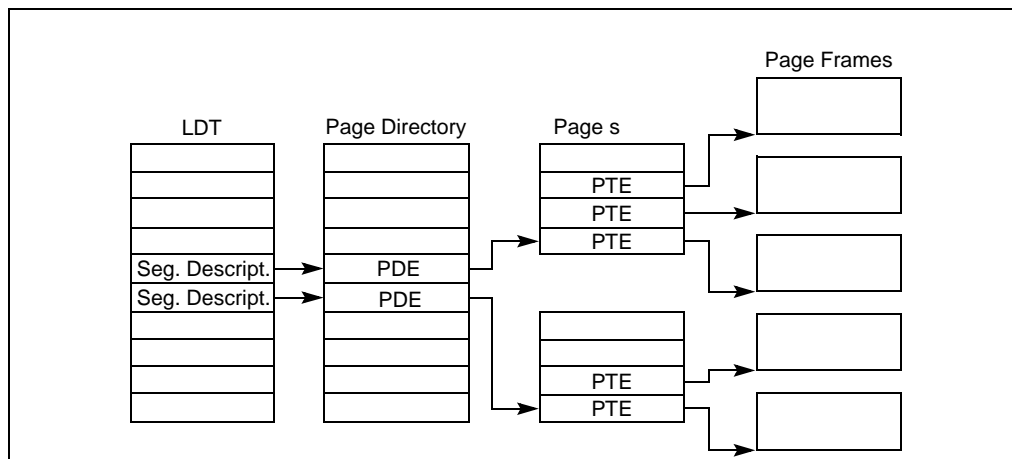 Page Frames
LDT
Page Directory
Page s
PTE
PTE
PTE
Seg. Descript.
PDE
Seg. Descript.
PDE
PTE
PTE